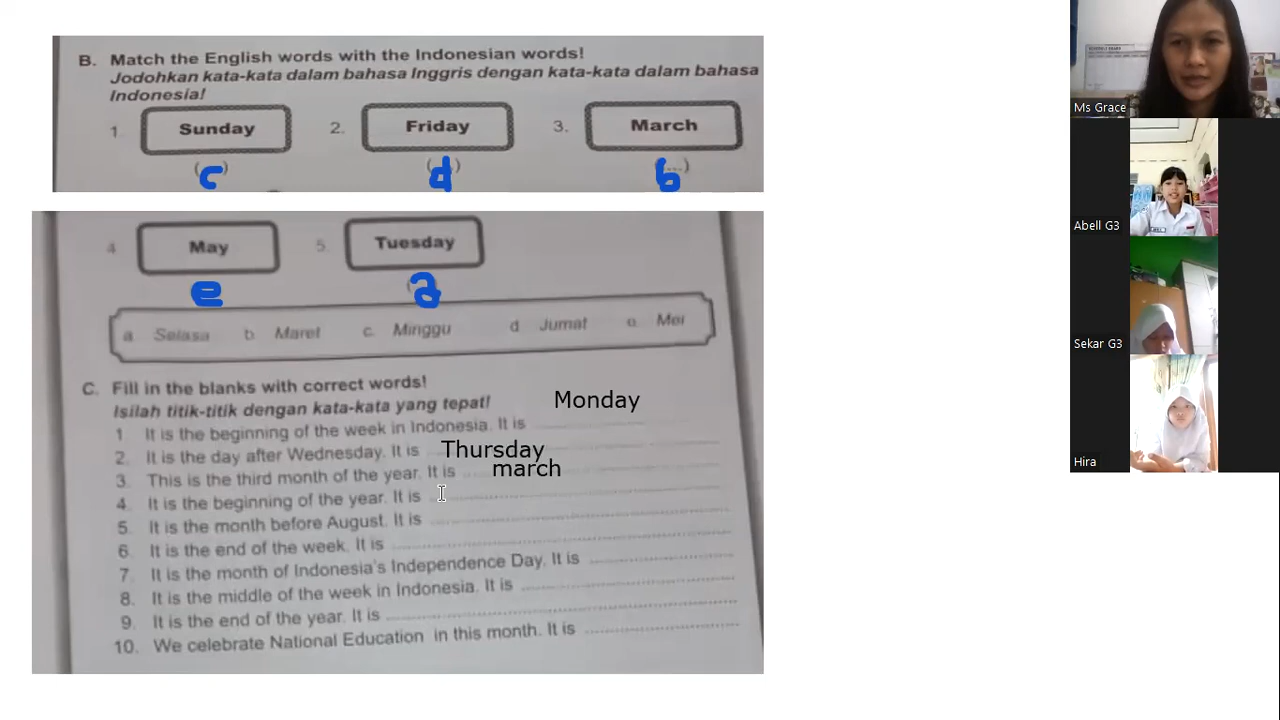 B. Match the English words with the Indonesian words!
Jodohkan kata-kata dalam bahasa Inggris dengan kata-kata dalam bahasa
Indonesia!
1. Sunday 2. Friday 3. March
(c) (d) (b...)
4. May 5. Tuesday
e a
a. Selasa b. Maret c. Minggu d. Jumat e. Mei
C. Fill in the blanks with correct words!
Isilah titik-titik dengan kata-kata yang tepat!
1. It is the beginning of the week in Indonesia. It is Monday
2. It is the day after Wednesday. It is Thursday
3. This is the third month of the year. It is march
4. It is the beginning of the year. It is ....................
5. It is the month before August. It is ....................
6. It is the end of the week. It is ....................
7. It is the month of Indonesia's Independence Day. It is ....................
8. It is the middle of the week in Indonesia. It is ....................
9. It is the end of the year. It is ....................
10. We celebrate National Education in this month. It is ....................
Ms Grace
Abell G3
Sekar G3
Hira